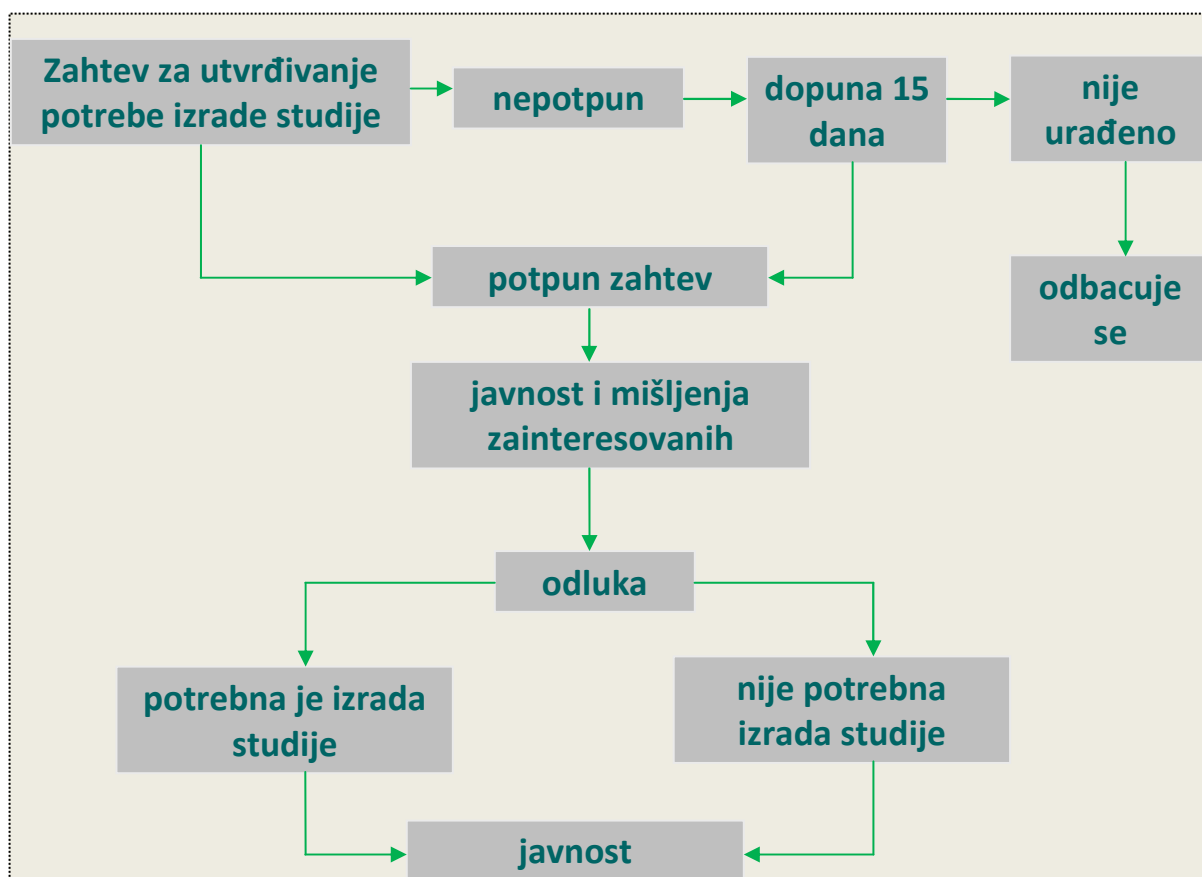 Zahtev za utvrđivanje
potrebe izrade studije
nepotpun
dopuna 15
dana
nije
urađeno
potpun zahtev
odbacuje
se
javnost i mišljenja
zainteresovanih
odluka
potrebna je izrada
studije
nije potrebna
izrada studije
javnost